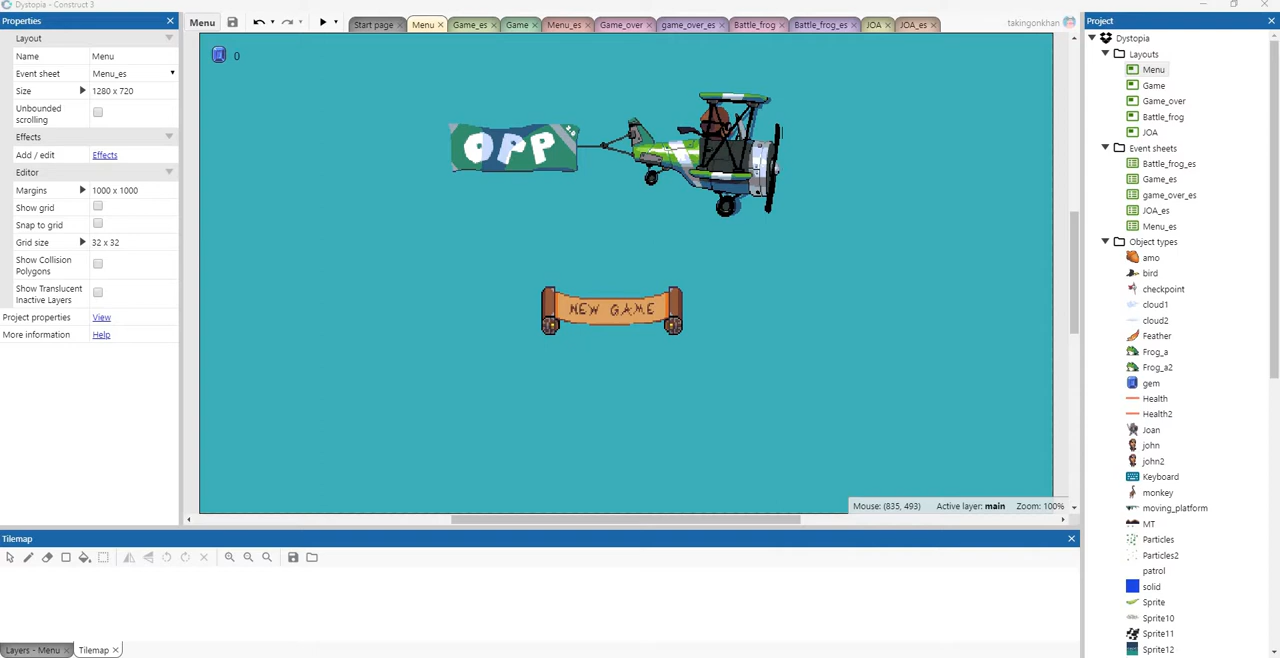 Dystopia - Construct 3
Properties
Layout
Name Menu
Event sheet Menu_es
Size 1280 x 720
Unbounded
scrolling
Effects
Add / edit Effects
Editor
Margins 1000 x 1000
Show grid
Snap to grid
Grid size 32 x 32
Show Collision
Polygons
Show Translucent
Inactive Layers
Project properties View
More information Help
Menu
Start page Menu Game_es Game Menu_es Game_over game_over_es Battle_frog Battle_frog_es JOA JOA_es
takingonkhan
0
OPP
NEW GAME
Mouse: (835, 493) Active layer: main Zoom: 100%
Tilemap
Layers - Menu Tilemap
Project
Dystopia
Layouts
Menu
Game
Game_over
Battle_frog
JOA
Event sheets
Battle_frog_es
Game_es
game_over_es
JOA_es
Menu_es
Object types
amo
bird
checkpoint
cloud1
cloud2
Feather
Frog_a
Frog_a2
gem
Health
Health2
Joan
john
john2
Keyboard
monkey
moving_platform
MT
Particles
Particles2
patrol
solid
Sprite
Sprite10
Sprite11
Sprite12